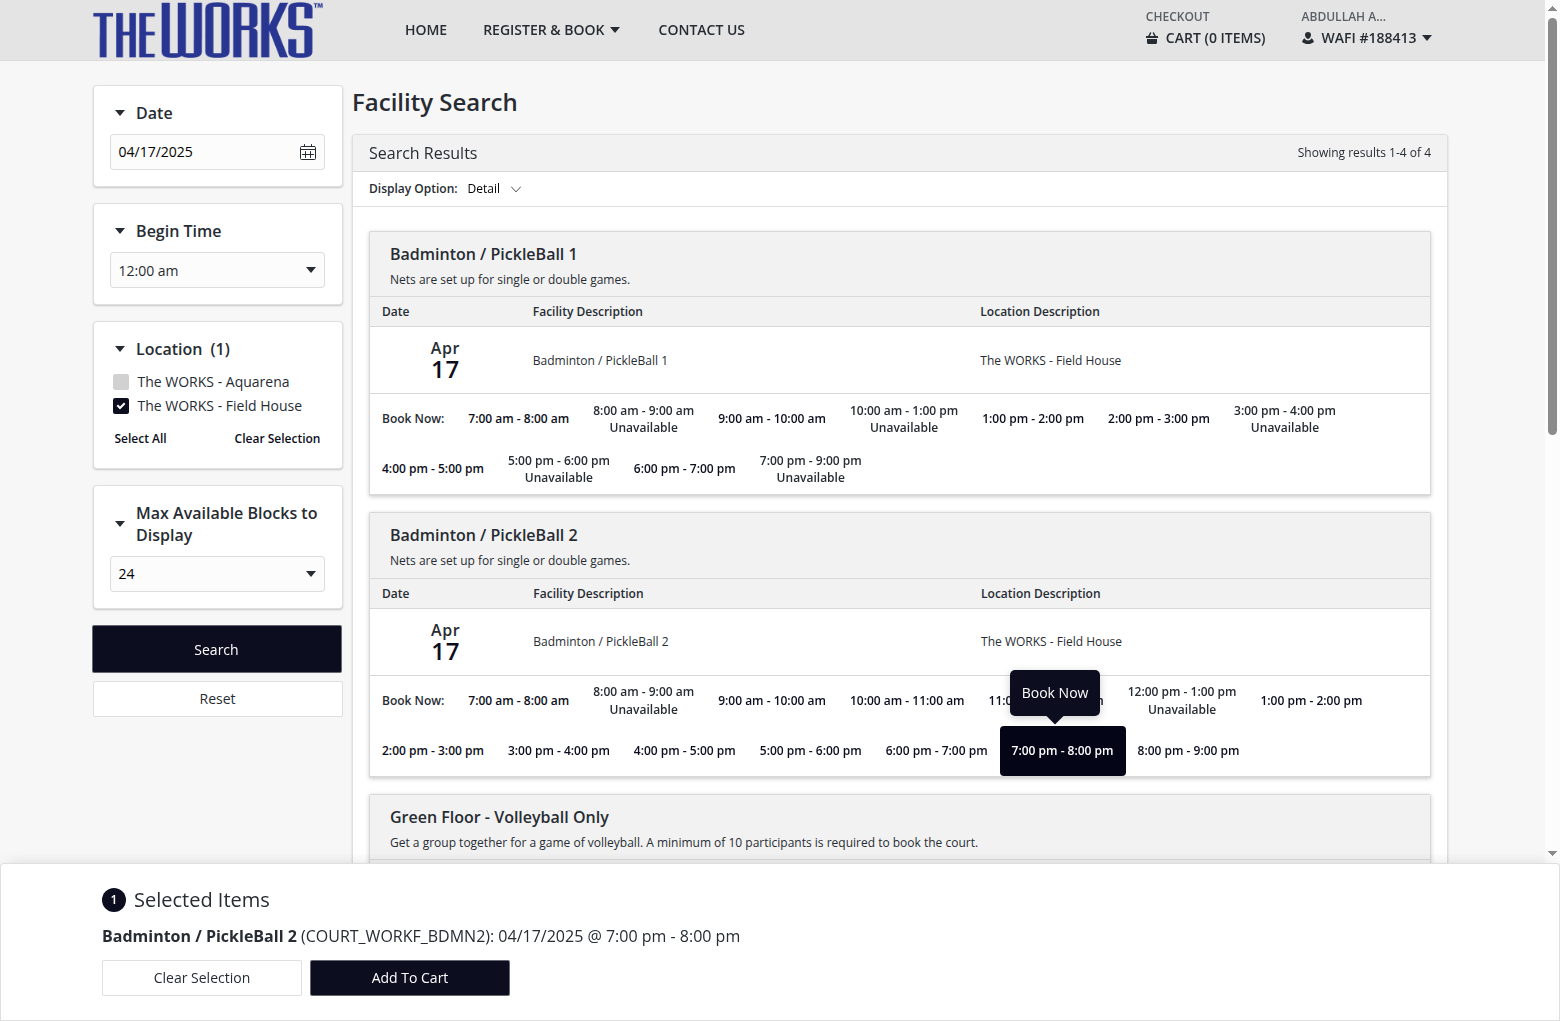 THE WORKS™
HOME
REGISTER & BOOK
CONTACT US
CHECKOUT
CART (0 ITEMS)
ABDULLAH A...
WAFI #188413
Date
04/17/2025
Begin Time
12:00 am
Location (1)
The WORKS - Aquarena
The WORKS - Field House
Select All
Clear Selection
Max Available Blocks to
Display
24
Search
Reset
Facility Search
Search Results
Showing results 1-4 of 4
Display Option: Detail
Badminton / PickleBall 1
Nets are set up for single or double games.
Date Facility Description Location Description
Apr
17
Badminton / PickleBall 1
The WORKS - Field House
Book Now:
7:00 am - 8:00 am
8:00 am - 9:00 am
Unavailable
9:00 am - 10:00 am
10:00 am - 1:00 pm
Unavailable
1:00 pm - 2:00 pm
2:00 pm - 3:00 pm
3:00 pm - 4:00 pm
Unavailable
4:00 pm - 5:00 pm
5:00 pm - 6:00 pm
Unavailable
6:00 pm - 7:00 pm
7:00 pm - 9:00 pm
Unavailable
Badminton / PickleBall 2
Nets are set up for single or double games.
Date Facility Description Location Description
Apr
17
Badminton / PickleBall 2
The WORKS - Field House
Book Now:
7:00 am - 8:00 am
8:00 am - 9:00 am
Unavailable
9:00 am - 10:00 am
10:00 am - 11:00 am
Book Now
12:00 pm - 1:00 pm
Unavailable
1:00 pm - 2:00 pm
2:00 pm - 3:00 pm
3:00 pm - 4:00 pm
4:00 pm - 5:00 pm
5:00 pm - 6:00 pm
6:00 pm - 7:00 pm
7:00 pm - 8:00 pm
8:00 pm - 9:00 pm
Green Floor - Volleyball Only
Get a group together for a game of volleyball. A minimum of 10 participants is required to book the court.
1 Selected Items
Badminton / PickleBall 2 (COURT_WORKF_BDMN2): 04/17/2025 @ 7:00 pm - 8:00 pm
Clear Selection
Add To Cart